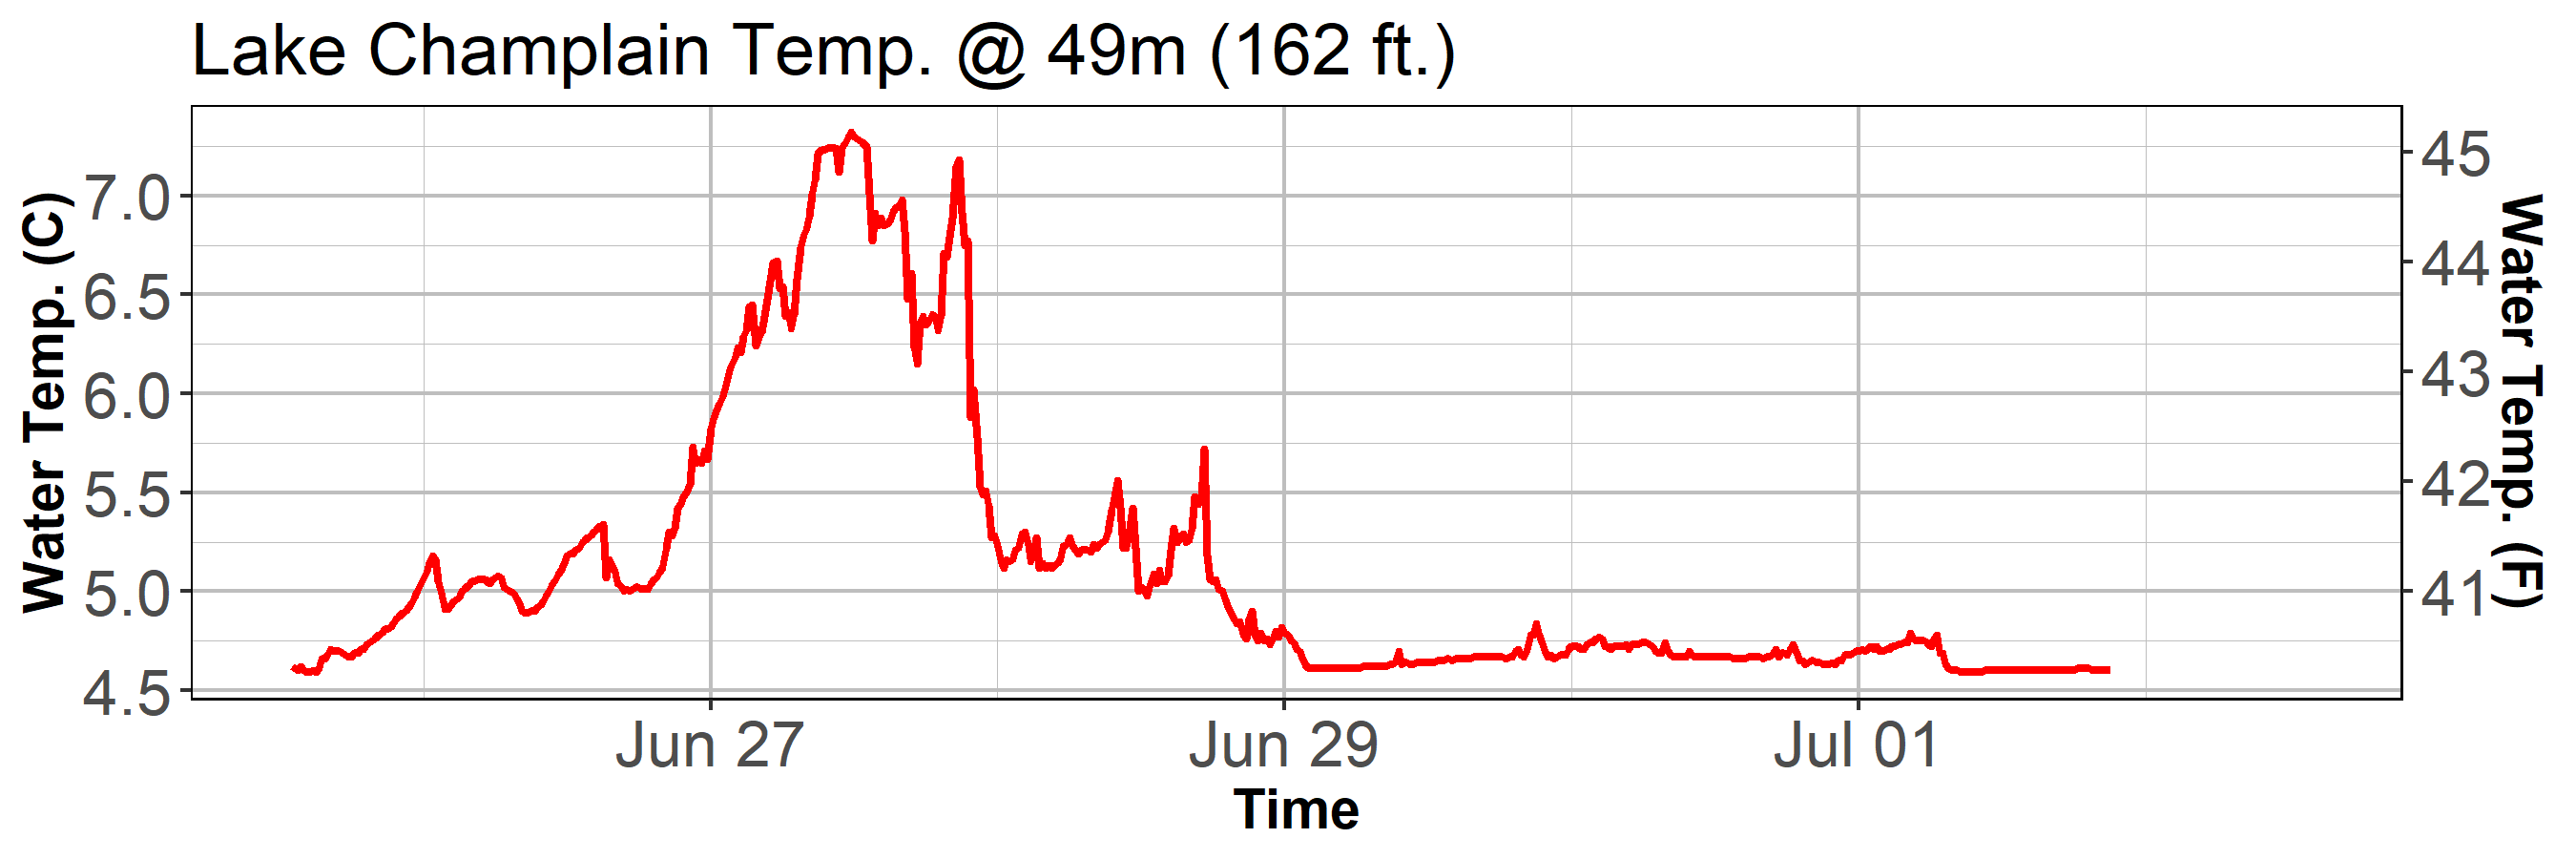 Lake Champlain Temp. @ 49m (162 ft.)
Water Temp. (C)
7.0
6.5
6.0
5.5
5.0
4.5
45
44
43
42
41
Water Temp. (F)
Jun 27
Jun 29
Jul 01
Time